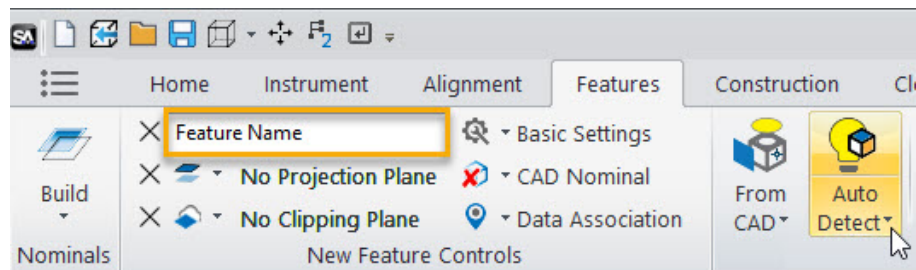 SA
Home Instrument Alignment Features Construction Cl
Feature Name Basic Settings
No Projection Plane CAD Nominal
No Clipping Plane Data Association
Build
From CAD
Auto Detect
Nominals New Feature Controls